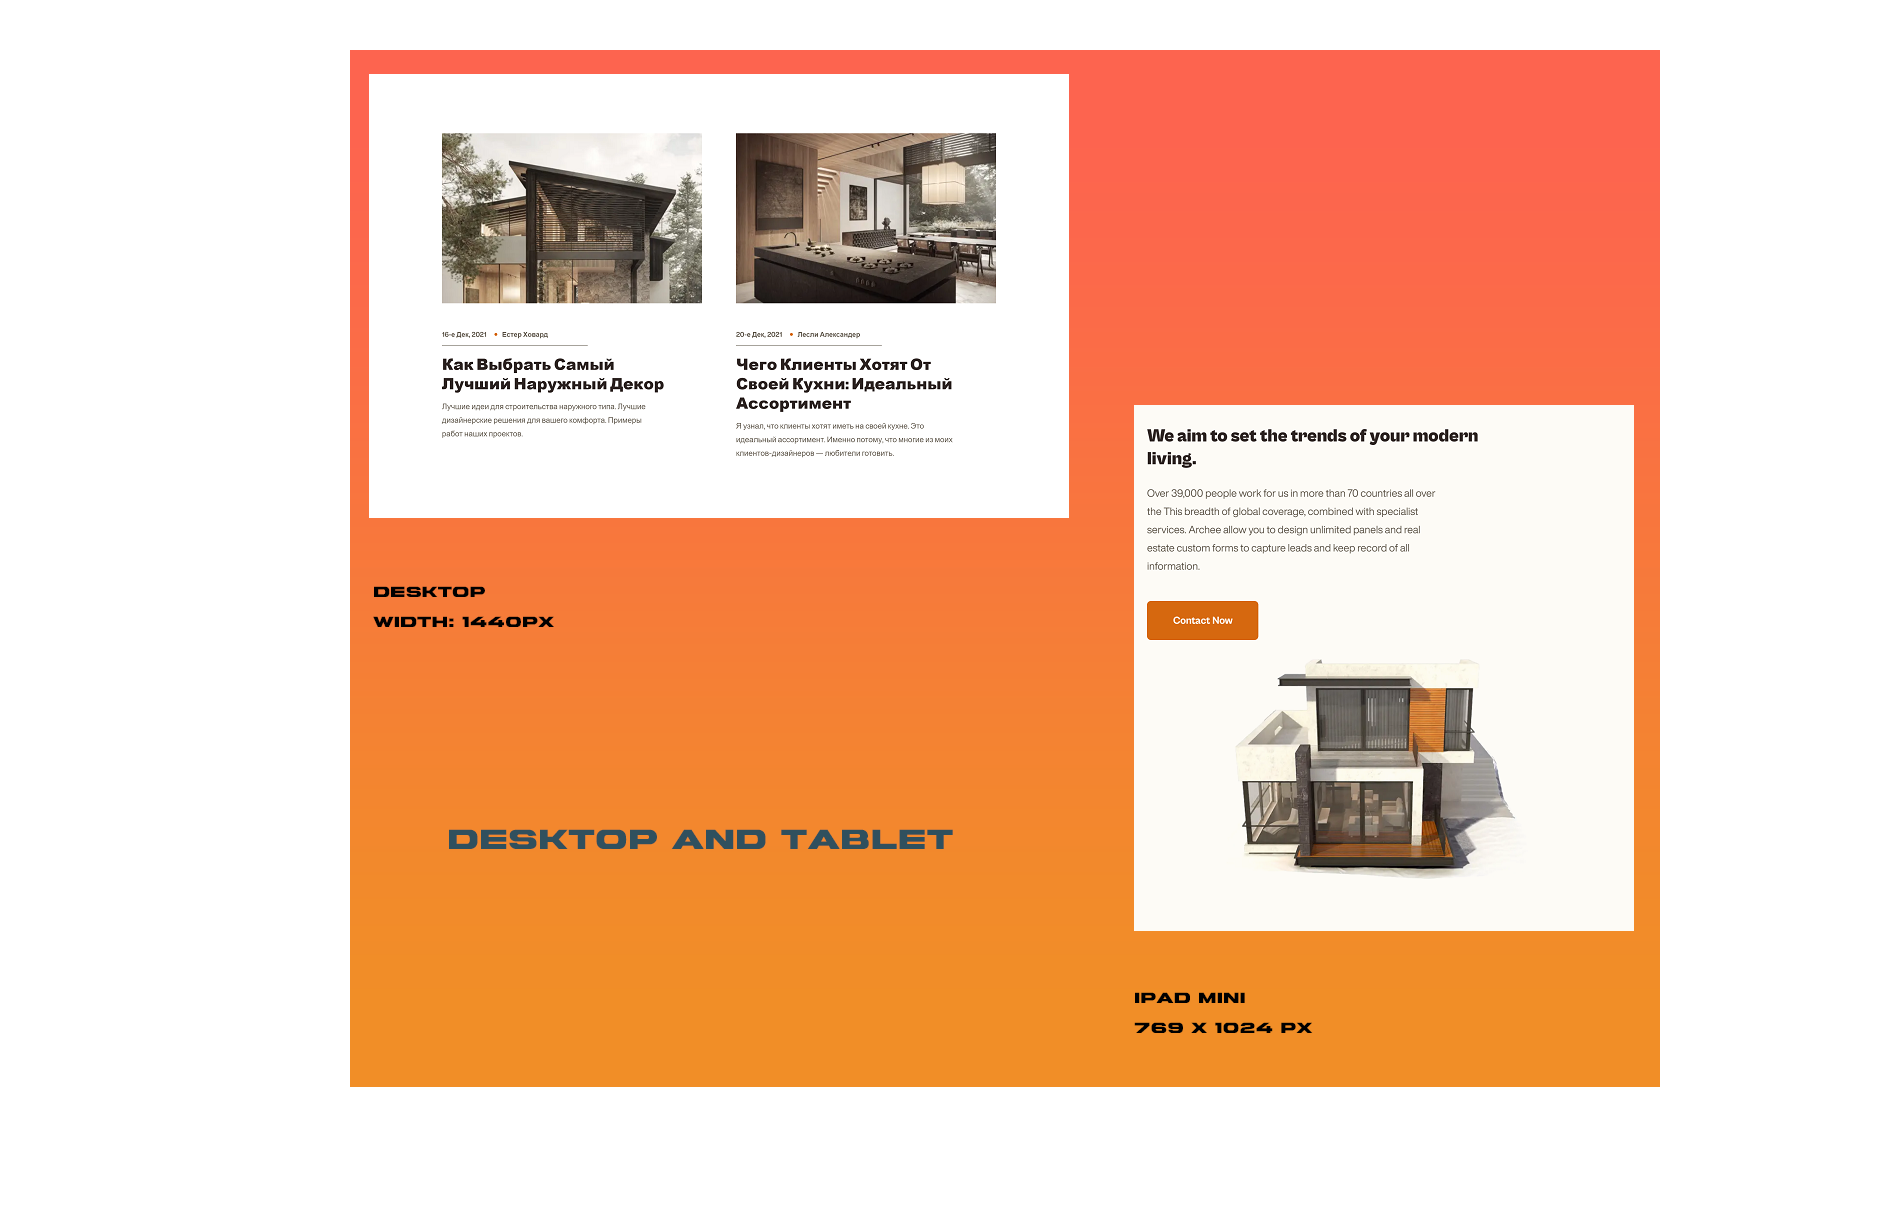 16-е Дек, 2021 • Естер Ховард
Как Выбрать Самый
Лучший Наружный Декор
Лучшие идеи для строительства наружного типа. Лучшие
дизайнерские решения для вашего комфорта. Примеры
работ наших проектов.
20-е Дек, 2021 • Лесли Александер
Чего Клиенты Хотят От
Своей Кухни: Идеальный
Ассортимент
Я узнал, что клиенты хотят иметь на своей кухне. Это
идеальный ассортимент. Именно потому, что многие из моих
клиентов-дизайнеров — любители готовить.
DESKTOP
WIDTH: 1440PX
DESKTOP AND TABLET
We aim to set the trends of your modern
living.
Over 39,000 people work for us in more than 70 countries all over
the This breadth of global coverage, combined with specialist
services. Archee allow you to design unlimited panels and real
estate custom forms to capture leads and keep record of all
information.
Contact Now
IPAD MINI
769 X 1024 PX